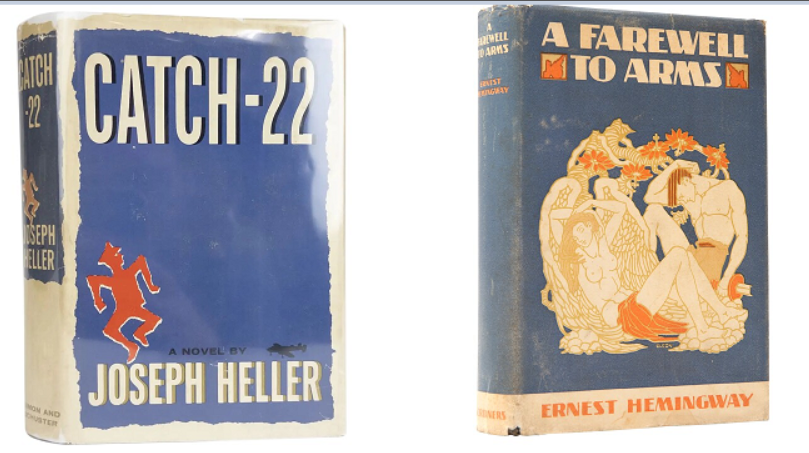 CATCH
-22
JOSEPH
HELLER
CATCH-22
A NOVEL BY
JOSEPH HELLER
A
FAREWELL
TO ARMS
ERNEST
HEMINGWAY
A FAREWELL
TO ARMS
ERNEST HEMINGWAY